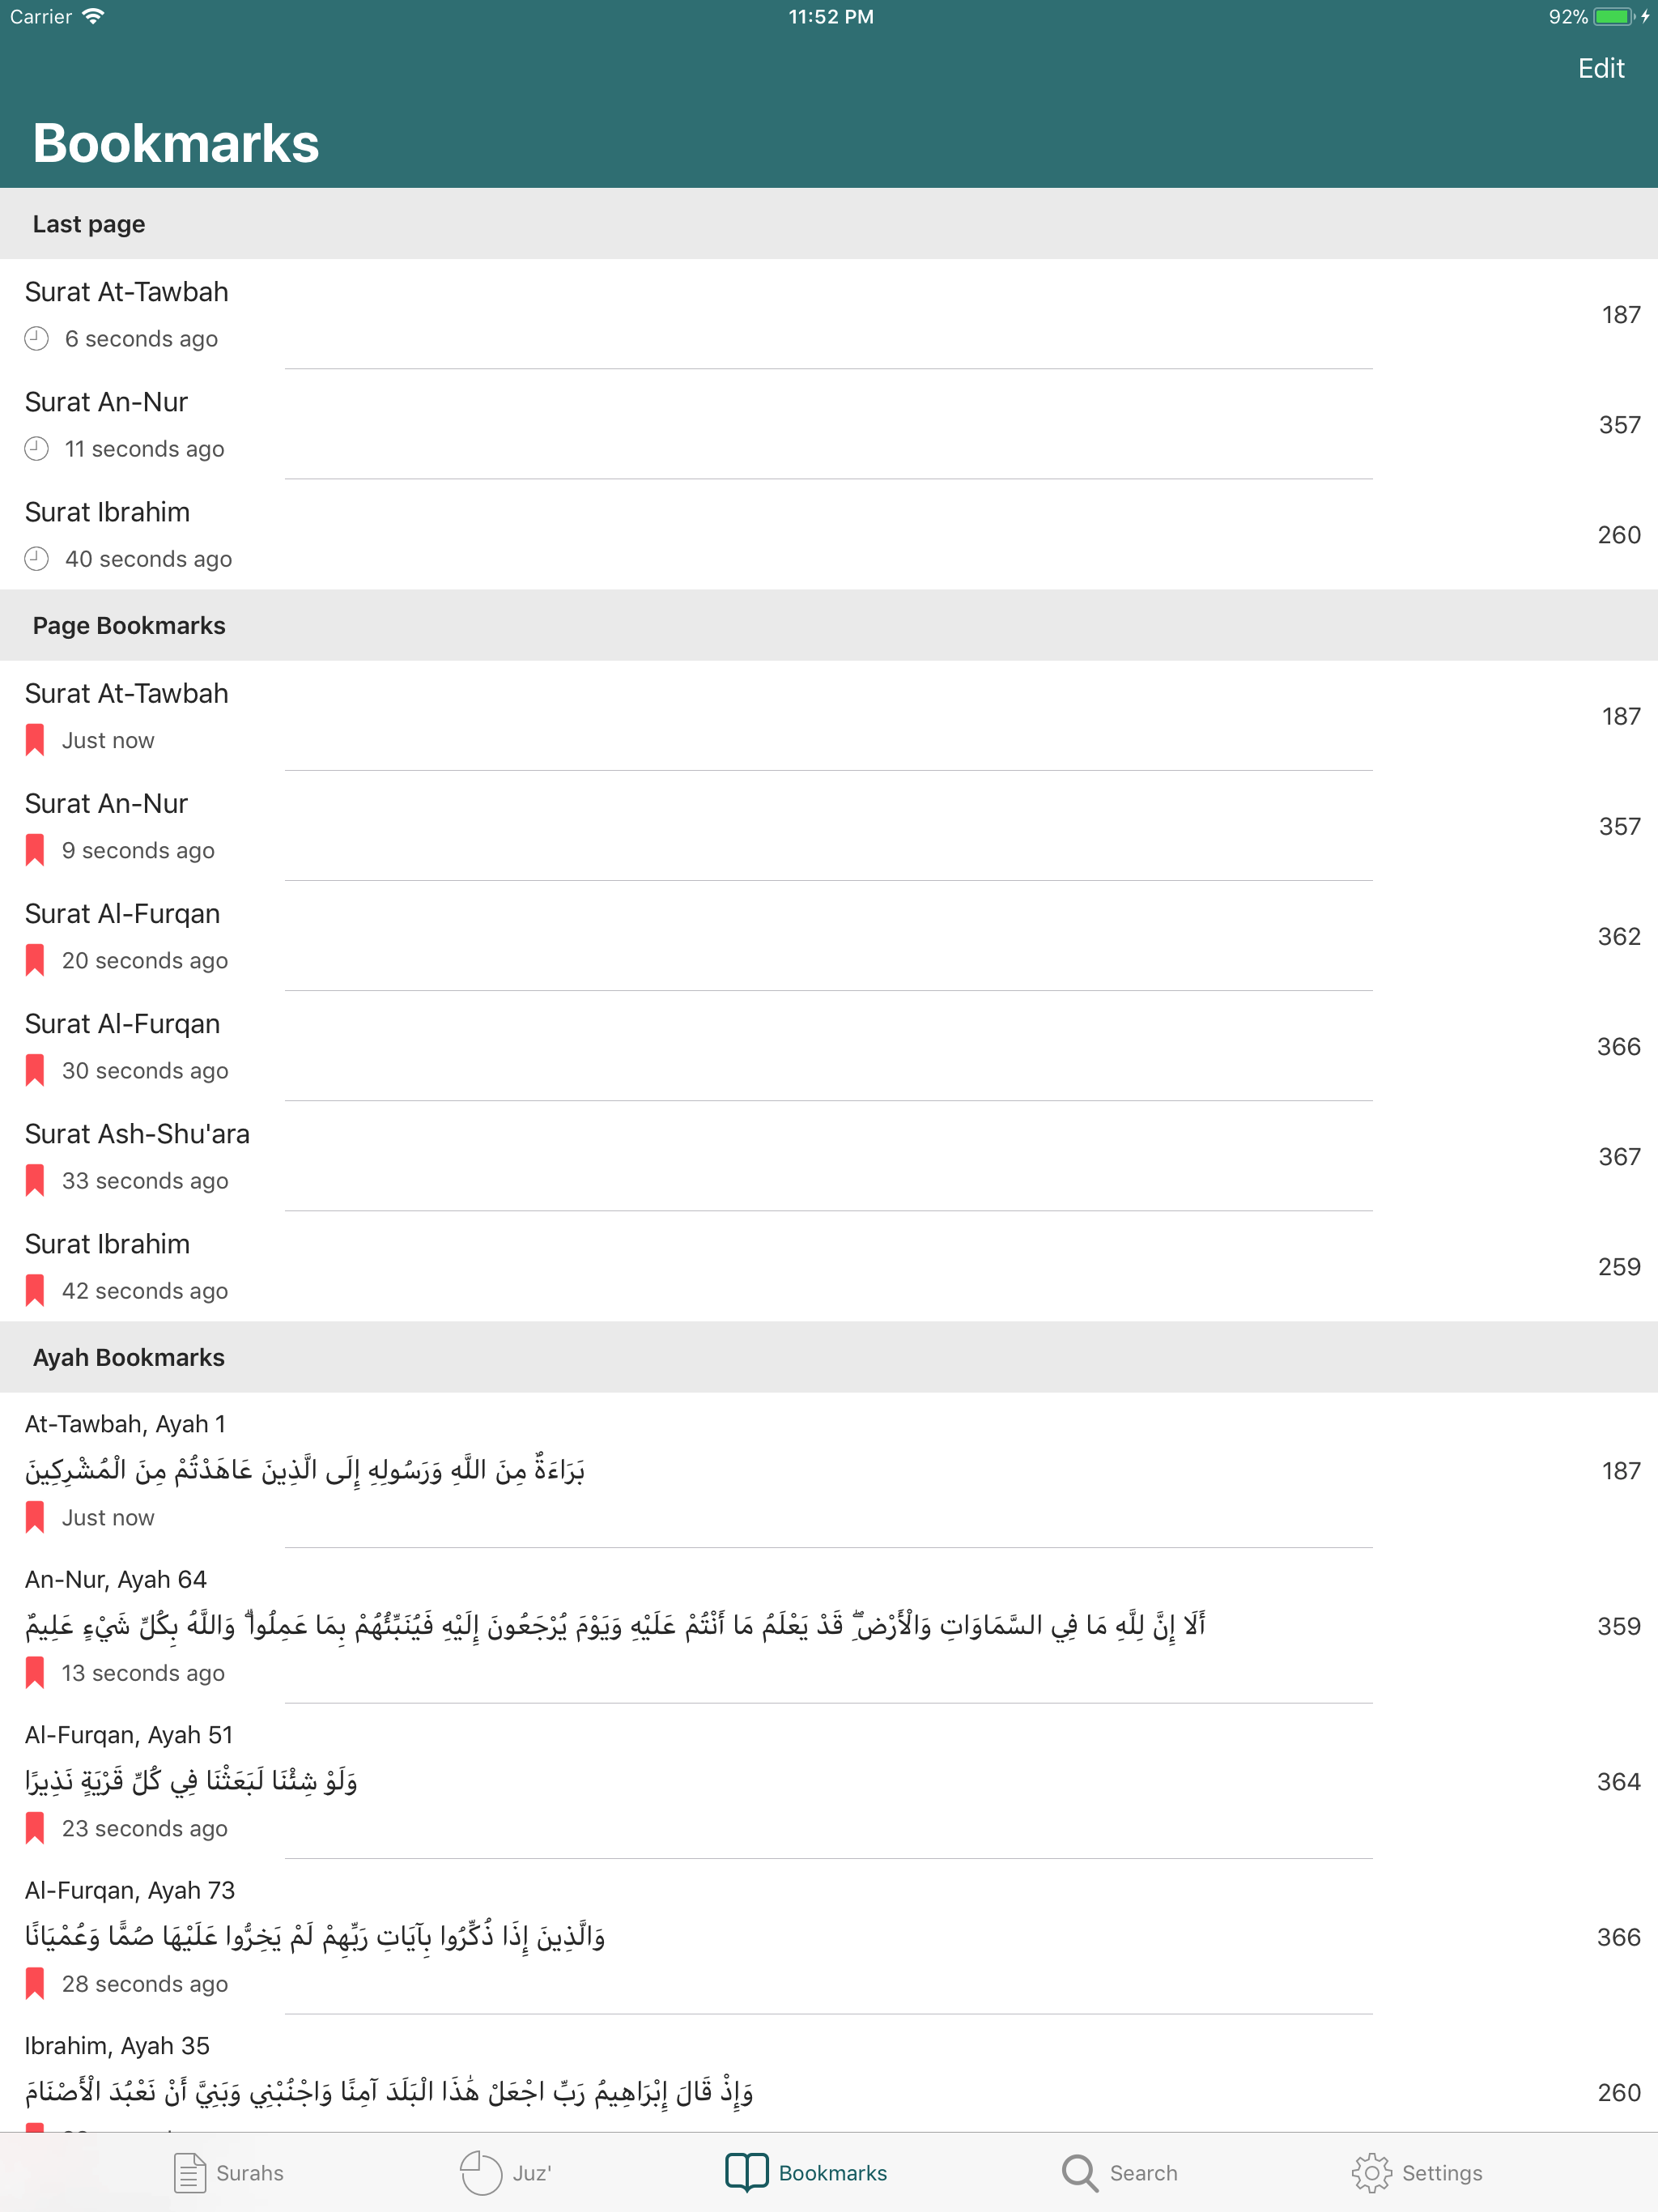 Carrier 11:52 PM 92%
Edit
Bookmarks
Last page
Surat At-Tawbah
6 seconds ago
187
Surat An-Nur
11 seconds ago
357
Surat Ibrahim
40 seconds ago
260
Page Bookmarks
Surat At-Tawbah
Just now
187
Surat An-Nur
9 seconds ago
357
Surat Al-Furqan
20 seconds ago
362
Surat Al-Furqan
30 seconds ago
366
Surat Ash-Shu'ara
33 seconds ago
367
Surat Ibrahim
42 seconds ago
259
Ayah Bookmarks
At-Tawbah, Ayah 1
بَرَاءَةٌ مِنَ اللَّهِ وَرَسُولِهِ إِلَى الَّذِينَ عَاهَدْتُمْ مِنَ الْمُشْرِكِينَ
Just now
187
An-Nur, Ayah 64
أَلَا إِنَّ لِلَّهِ مَا فِي السَّمَاوَاتِ وَالْأَرْضِ ۖ قَدْ يَعْلَمُ مَا أَنْتُمْ عَلَيْهِ وَيَوْمَ يُرْجَعُونَ إِلَيْهِ فَيُنَبِّئُهُمْ بِمَا عَمِلُوا ۗ وَاللَّهُ بِكُلِّ شَيْءٍ عَلِيمٌ
13 seconds ago
359
Al-Furqan, Ayah 51
وَلَوْ شِئْنَا لَبَعَثْنَا فِي كُلِّ قَرْيَةٍ نَذِيرًا
23 seconds ago
364
Al-Furqan, Ayah 73
وَالَّذِينَ إِذَا ذُكِّرُوا بِآيَاتِ رَبِّهِمْ لَمْ يَخِرُّوا عَلَيْهَا صُمًّا وَعُمْيَانًا
28 seconds ago
366
Ibrahim, Ayah 35
وَإِذْ قَالَ إِبْرَاهِيمُ رَبِّ اجْعَلْ هَٰذَا الْبَلَدَ آمِنًا وَاجْنُبْنِي وَبَنِيَّ أَنْ نَعْبُدَ الْأَصْنَامَ
260
Surahs Juz' Bookmarks Search Settings